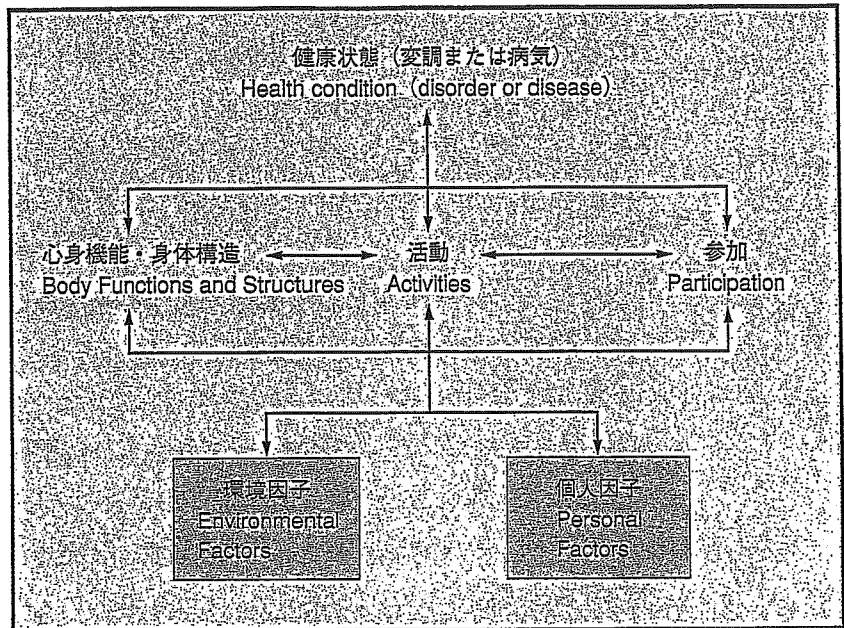 健康状態（変調または病気）
Health condition（disorder or disease）
心身機能・身体構造
Body Functions and Structures
活動
Activities
参加
Participation
環境因子
Environmental
Factors
個人因子
Personal
Factors